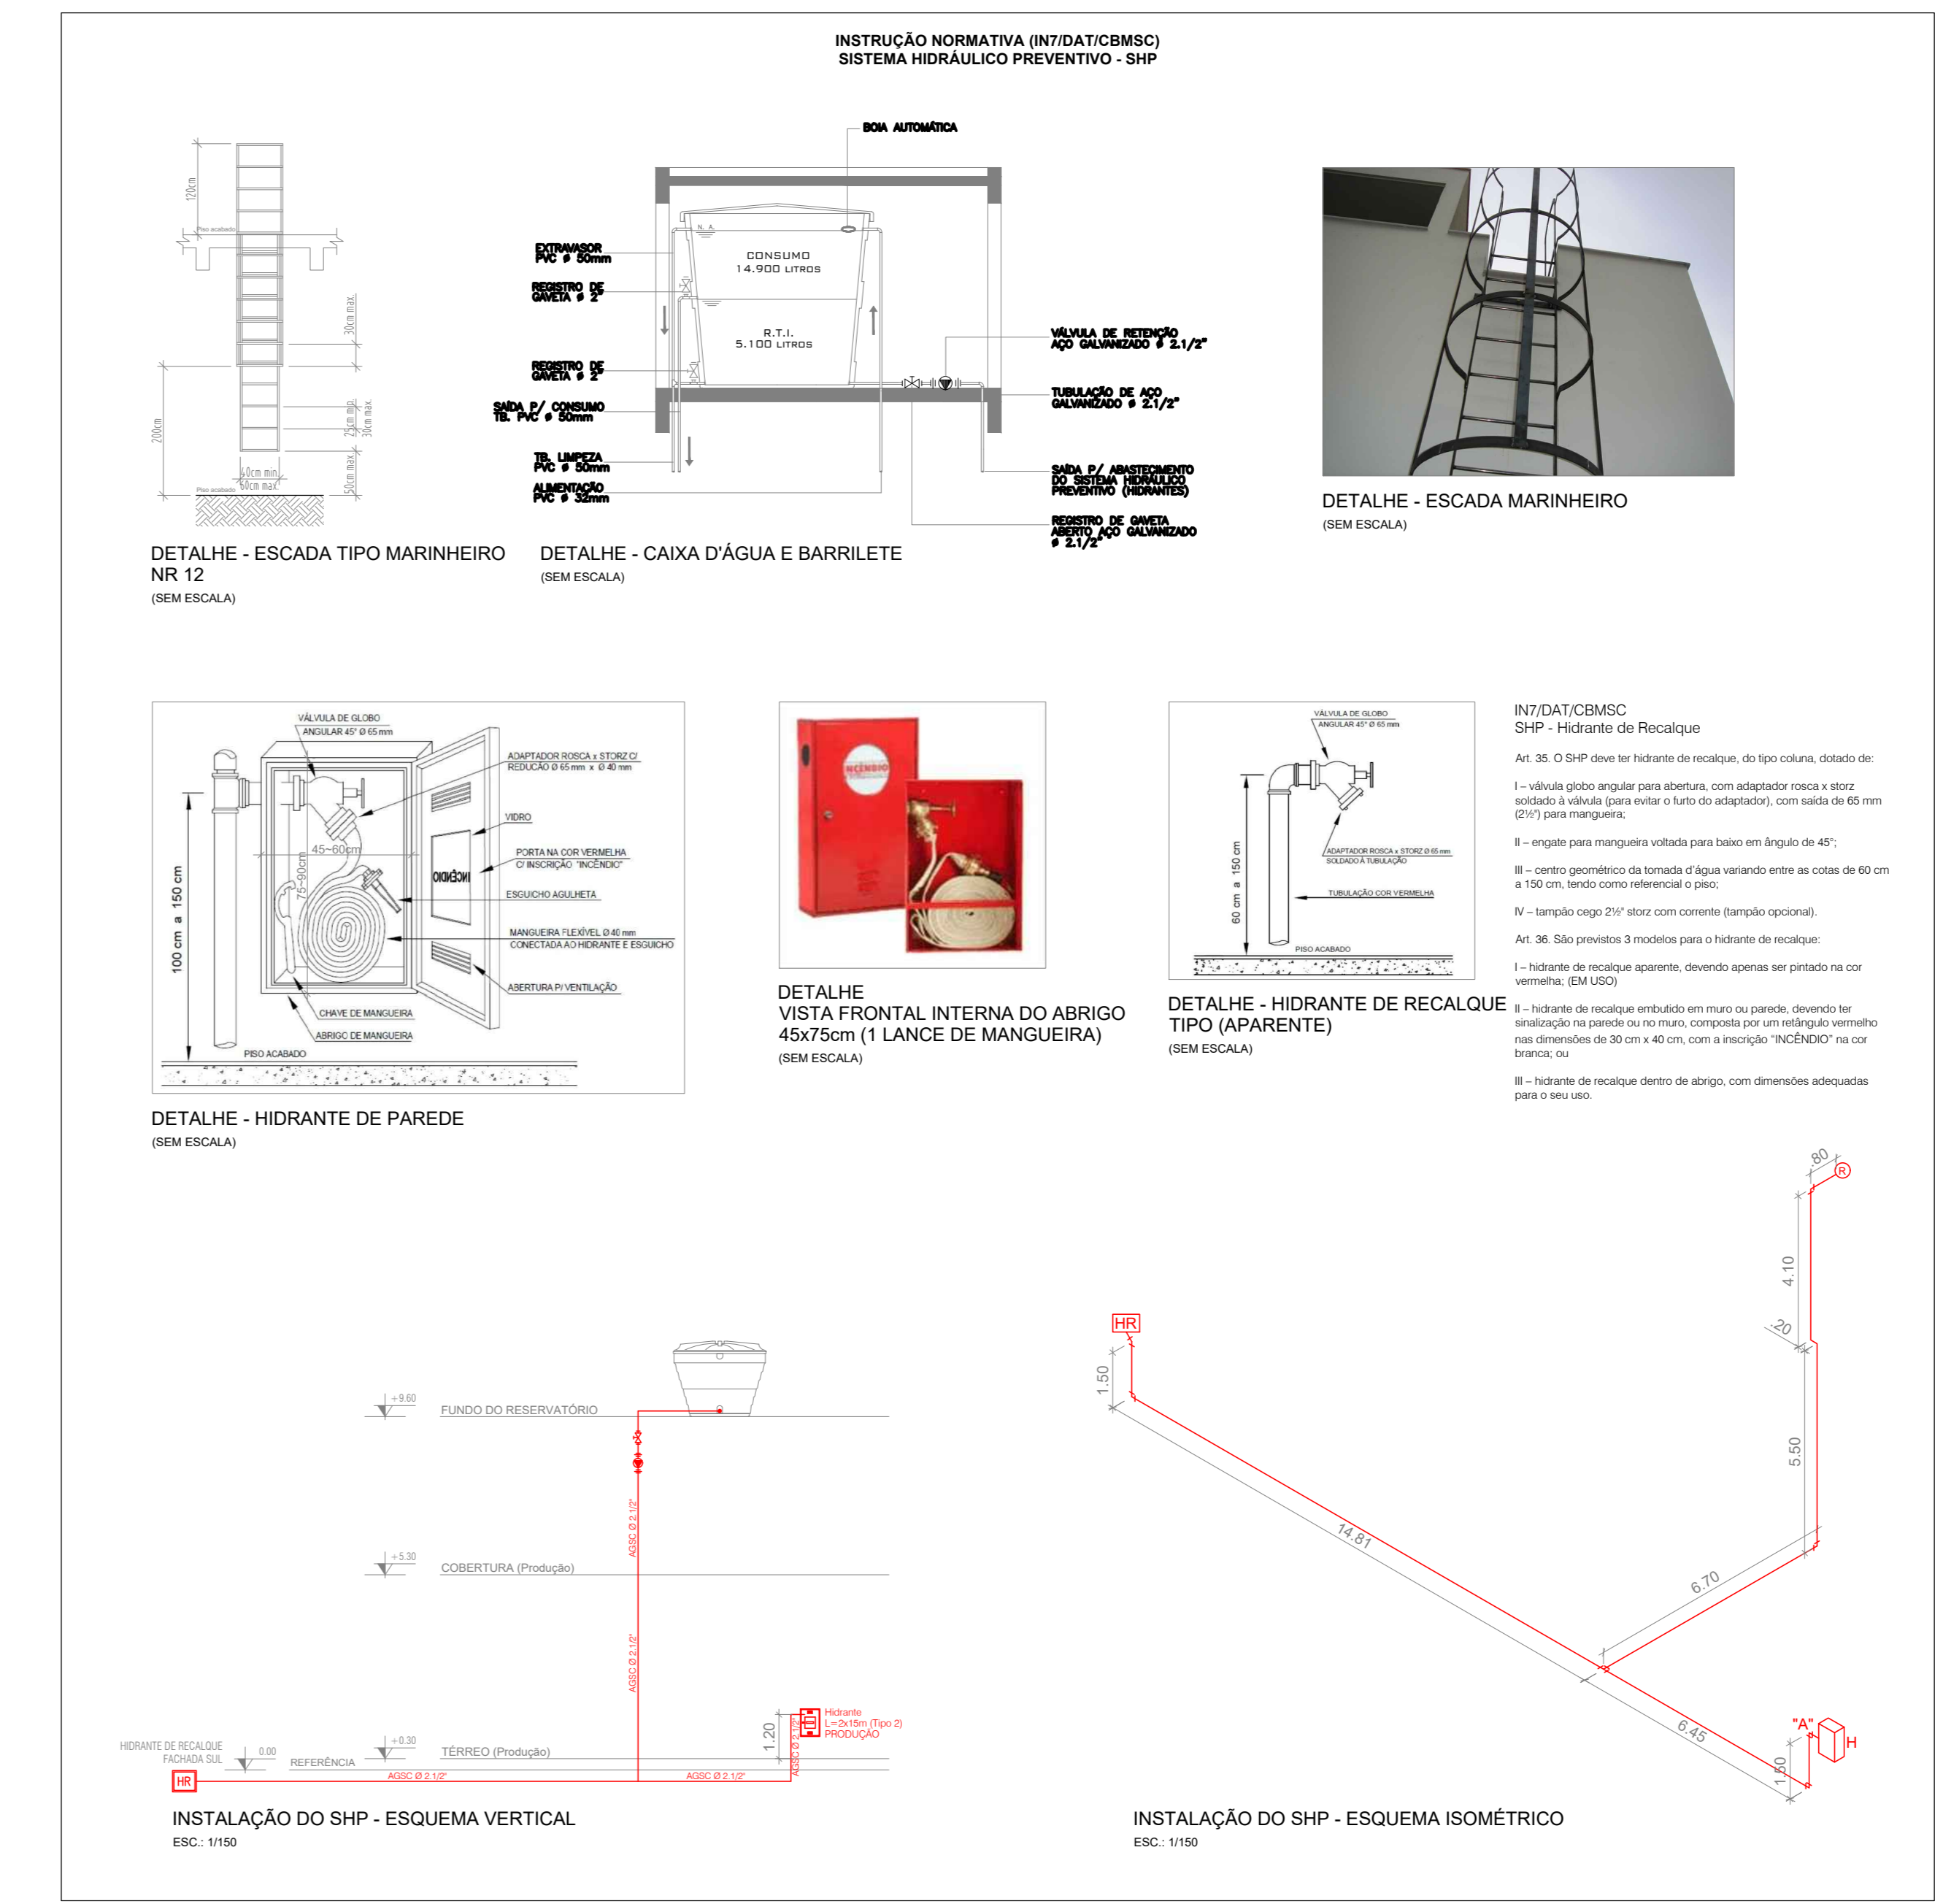 INSTRUÇÃO NORMATIVA (IN7/DAT/CBMSC)
SISTEMA HIDRÁULICO PREVENTIVO - SHP
120cm
Piso acabado
30cm max.
200cm
25cm min.
30cm max.
40cm min.
60cm max.
50cm max.
Piso acabado
DETALHE - ESCADA TIPO MARINHEIRO
NR 12
(SEM ESCALA)
BOIA AUTOMÁTICA
N. A.
CONSUMO
14.900 LITROS
R.T.I.
5.100 LITROS
EXTRAVASOR
PVC ø 50mm
REGISTRO DE
GAVETA ø 2"
REGISTRO DE
GAVETA ø 2"
SAÍDA P/ CONSUMO
TB. PVC ø 50mm
TB. LIMPEZA
PVC ø 50mm
ALIMENTAÇÃO
PVC ø 32mm
VÁLVULA DE RETENÇÃO
AÇO GALVANIZADO ø 2.1/2"
TUBULAÇÃO DE AÇO
GALVANIZADO ø 2.1/2"
SAÍDA P/ ABASTECIMENTO
DO SISTEMA HIDRÁULICO
PREVENTIVO (HIDRANTES)
REGISTRO DE GAVETA
ABERTO AÇO GALVANIZADO
ø 2.1/2"
DETALHE - CAIXA D'ÁGUA E BARRILETE
(SEM ESCALA)
DETALHE - ESCADA MARINHEIRO
(SEM ESCALA)
VÁLVULA DE GLOBO
ANGULAR 45° Ø 65 mm
ADAPTADOR ROSCA x STORZ C/
REDUCÃO Ø 65 mm x Ø 40 mm
VIDRO
PORTA NA COR VERMELHA
C/ INSCRIÇÃO "INCÊNDIO"
INCÊNDIO
ESGUICHO AGULHETA
MANGUEIRA FLEXÍVEL Ø 40 mm
CONECTADA AO HIDRANTE E ESGUICHO
ABERTURA P/ VENTILAÇÃO
CHAVE DE MANGUEIRA
ABRIGO DE MANGUEIRA
45~60cm
75~90cm
100 cm a 150 cm
PISO ACABADO
DETALHE - HIDRANTE DE PAREDE
(SEM ESCALA)
INCÊNDIO
DETALHE
VISTA FRONTAL INTERNA DO ABRIGO
45x75cm (1 LANCE DE MANGUEIRA)
(SEM ESCALA)
VÁLVULA DE GLOBO
ANGULAR 45° Ø 65 mm
ADAPTADOR ROSCA x STORZ Ø 65 mm
SOLDADO À TUBULAÇÃO
TUBULAÇÃO COR VERMELHA
60 cm a 150 cm
PISO ACABADO
DETALHE - HIDRANTE DE RECALQUE
TIPO (APARENTE)
(SEM ESCALA)
IN7/DAT/CBMSC
SHP - Hidrante de Recalque
Art. 35. O SHP deve ter hidrante de recalque, do tipo coluna, dotado de:
I – válvula globo angular para abertura, com adaptador rosca x storz
soldado à válvula (para evitar o furto do adaptador), com saída de 65 mm
(2½") para mangueira;
II – engate para mangueira voltada para baixo em ângulo de 45°;
III – centro geométrico da tomada d'água variando entre as cotas de 60 cm
a 150 cm, tendo como referencial o piso;
IV – tampão cego 2½" storz com corrente (tampão opcional).
Art. 36. São previstos 3 modelos para o hidrante de recalque:
I – hidrante de recalque aparente, devendo apenas ser pintado na cor
vermelha; (EM USO)
II – hidrante de recalque embutido em muro ou parede, devendo ter
sinalização na parede ou no muro, composta por um retângulo vermelho
nas dimensões de 30 cm x 40 cm, com a inscrição "INCÊNDIO" na cor
branca; ou
III – hidrante de recalque dentro de abrigo, com dimensões adequadas
para o seu uso.
+9.60
FUNDO DO RESERVATÓRIO
AGSC Ø 2.1/2"
+5.30
COBERTURA (Produção)
AGSC Ø 2.1/2"
1.20
AGSC Ø 2.1/2"
Hidrante
L=2x15m (Tipo 2)
PRODUÇÃO
HIDRANTE DE RECALQUE
FACHADA SUL
0.00
REFERÊNCIA
+0.30
TÉRREO (Produção)
HR
AGSC Ø 2.1/2"
AGSC Ø 2.1/2"
INSTALAÇÃO DO SHP - ESQUEMA VERTICAL
ESC.: 1/150
.80
R
4.10
.20
HR
1.50
5.50
14.81
6.70
6.45
"A"
H
1.50
INSTALAÇÃO DO SHP - ESQUEMA ISOMÉTRICO
ESC.: 1/150